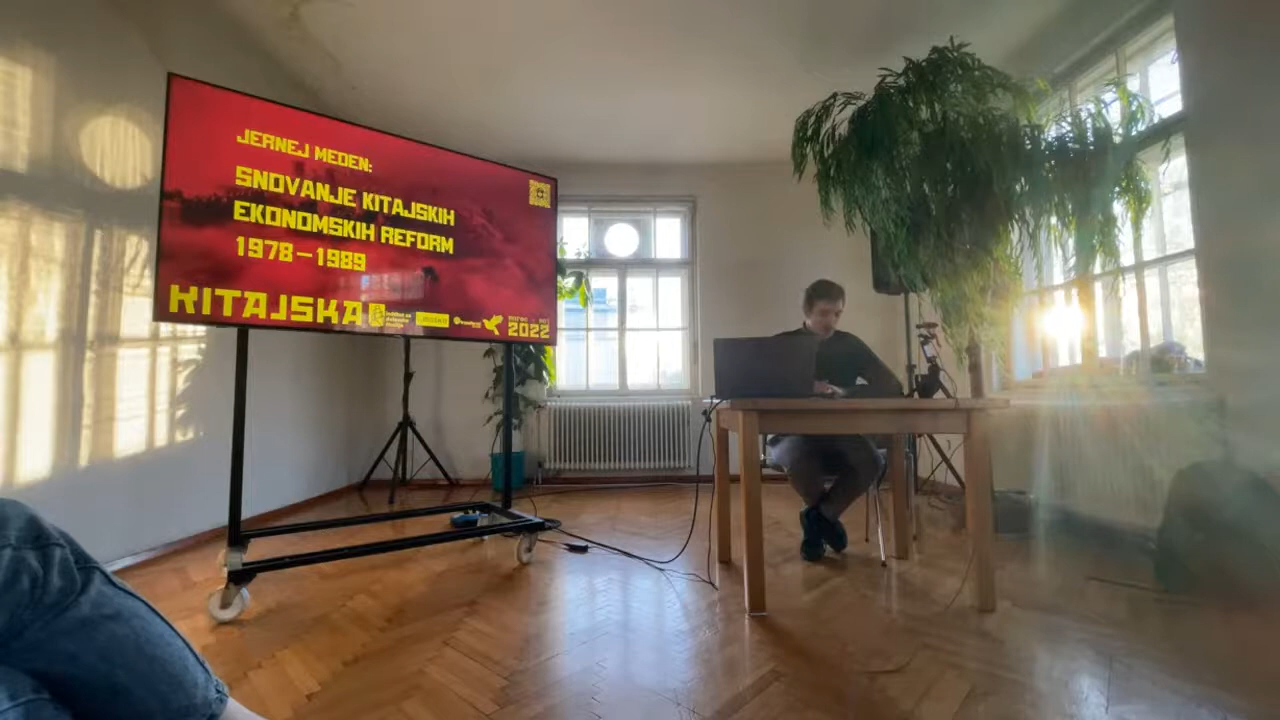 JERNEJ MEDEN:
SNOVANJE KITAJSKIH
EKONOMSKIH REFORM
1978–1989
KITAJSKA
2022